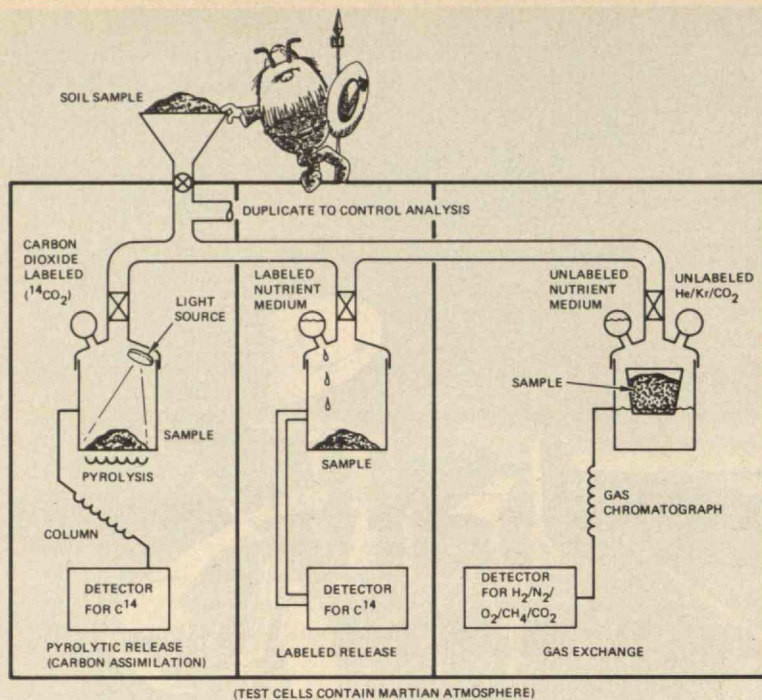 SOIL SAMPLE
DUPLICATE TO CONTROL ANALYSIS
CARBON
DIOXIDE
LABELED
(¹⁴CO₂)
LIGHT
SOURCE
SAMPLE
PYROLYSIS
COLUMN
DETECTOR
FOR C¹⁴
PYROLYTIC RELEASE
(CARBON ASSIMILATION)
LABELED
NUTRIENT
MEDIUM
SAMPLE
DETECTOR
FOR C¹⁴
LABELED RELEASE
UNLABELED
NUTRIENT
MEDIUM
UNLABELED
He/Kr/CO₂
SAMPLE
GAS
CHROMATOGRAPH
DETECTOR
FOR H₂/N₂/
O₂/CH₄/CO₂
GAS EXCHANGE
(TEST CELLS CONTAIN MARTIAN ATMOSPHERE)